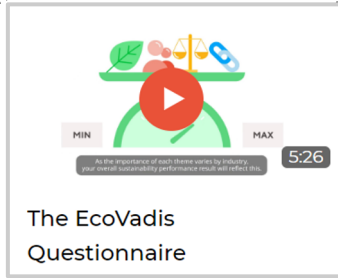 MIN
MAX
As the importance of each theme varies by industry,
your overall sustainability performance result will reflect this.
5:26
The EcoVadis
Questionnaire